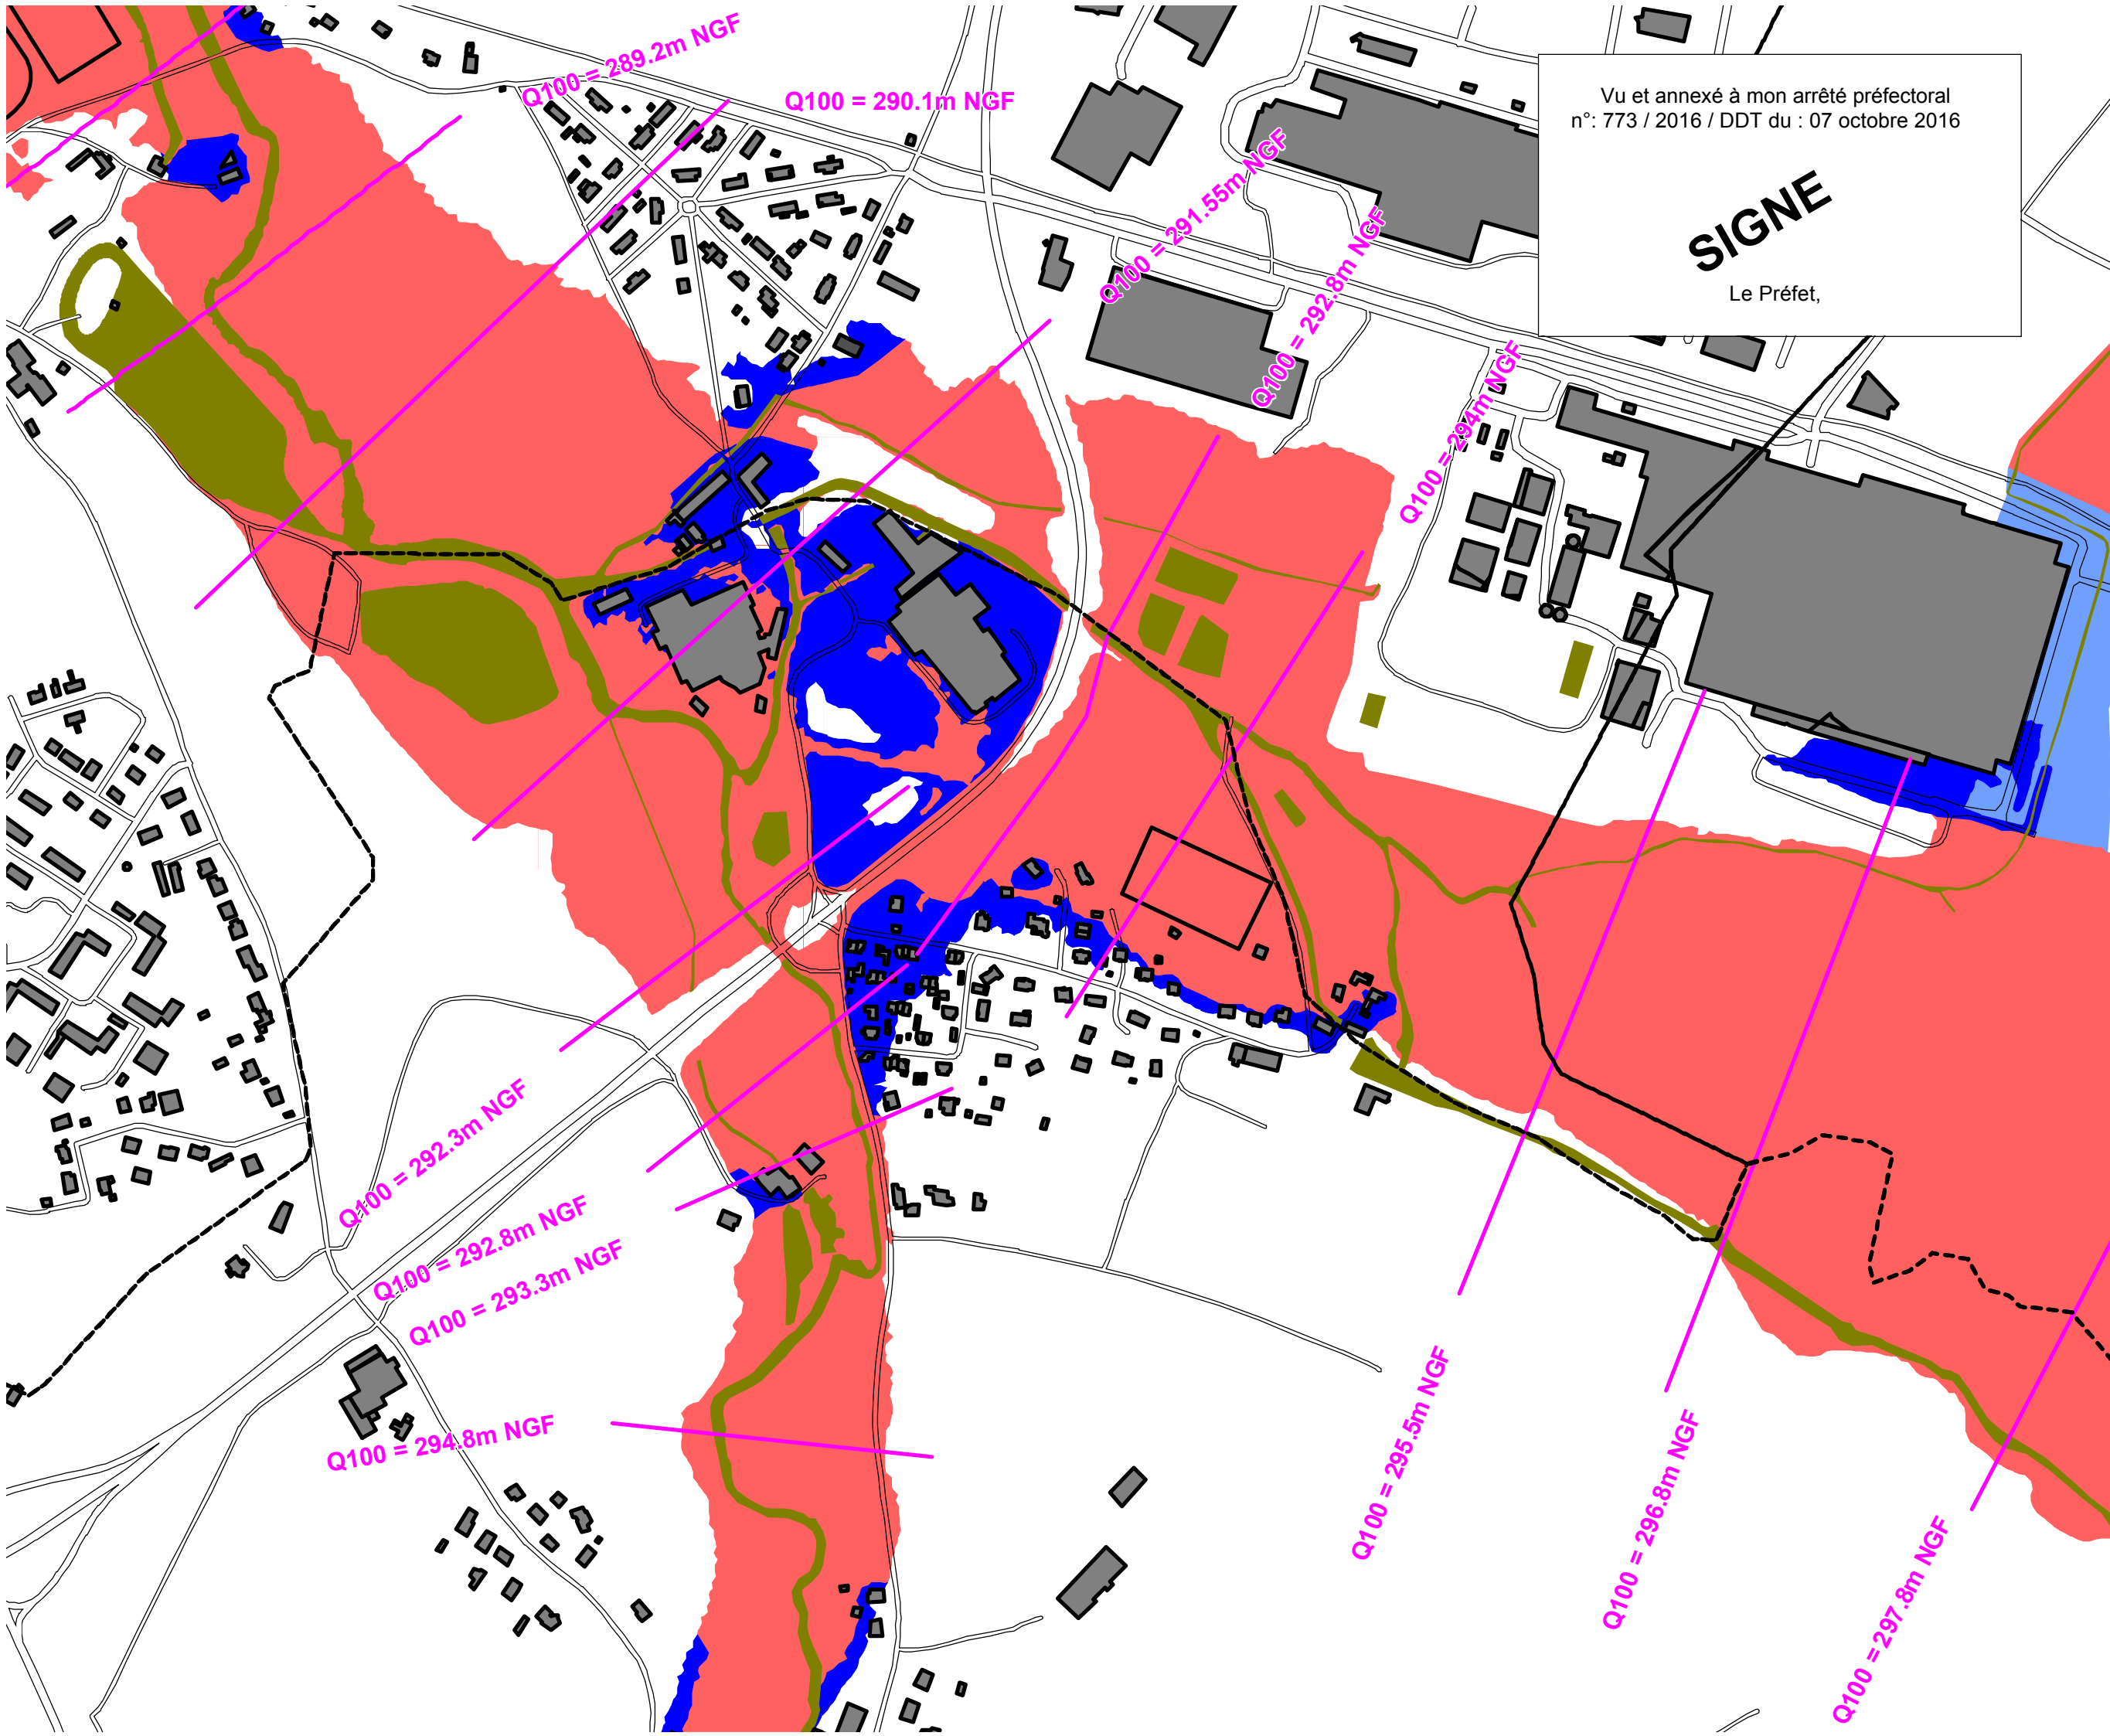 Q100 = 289.2m NGF
Q100 = 290.1m NGF
Vu et annexé à mon arrêté préfectoral
n°: 773 / 2016 / DDT du : 07 octobre 2016
SIGNE
Le Préfet,
Q100 = 291.55m NGF
Q100 = 292.8m NGF
Q100 = 294m NGF
Q100 = 292.3m NGF
Q100 = 292.8m NGF
Q100 = 293.3m NGF
Q100 = 294.8m NGF
Q100 = 295.5m NGF
Q100 = 296.8m NGF
Q100 = 297.8m NGF